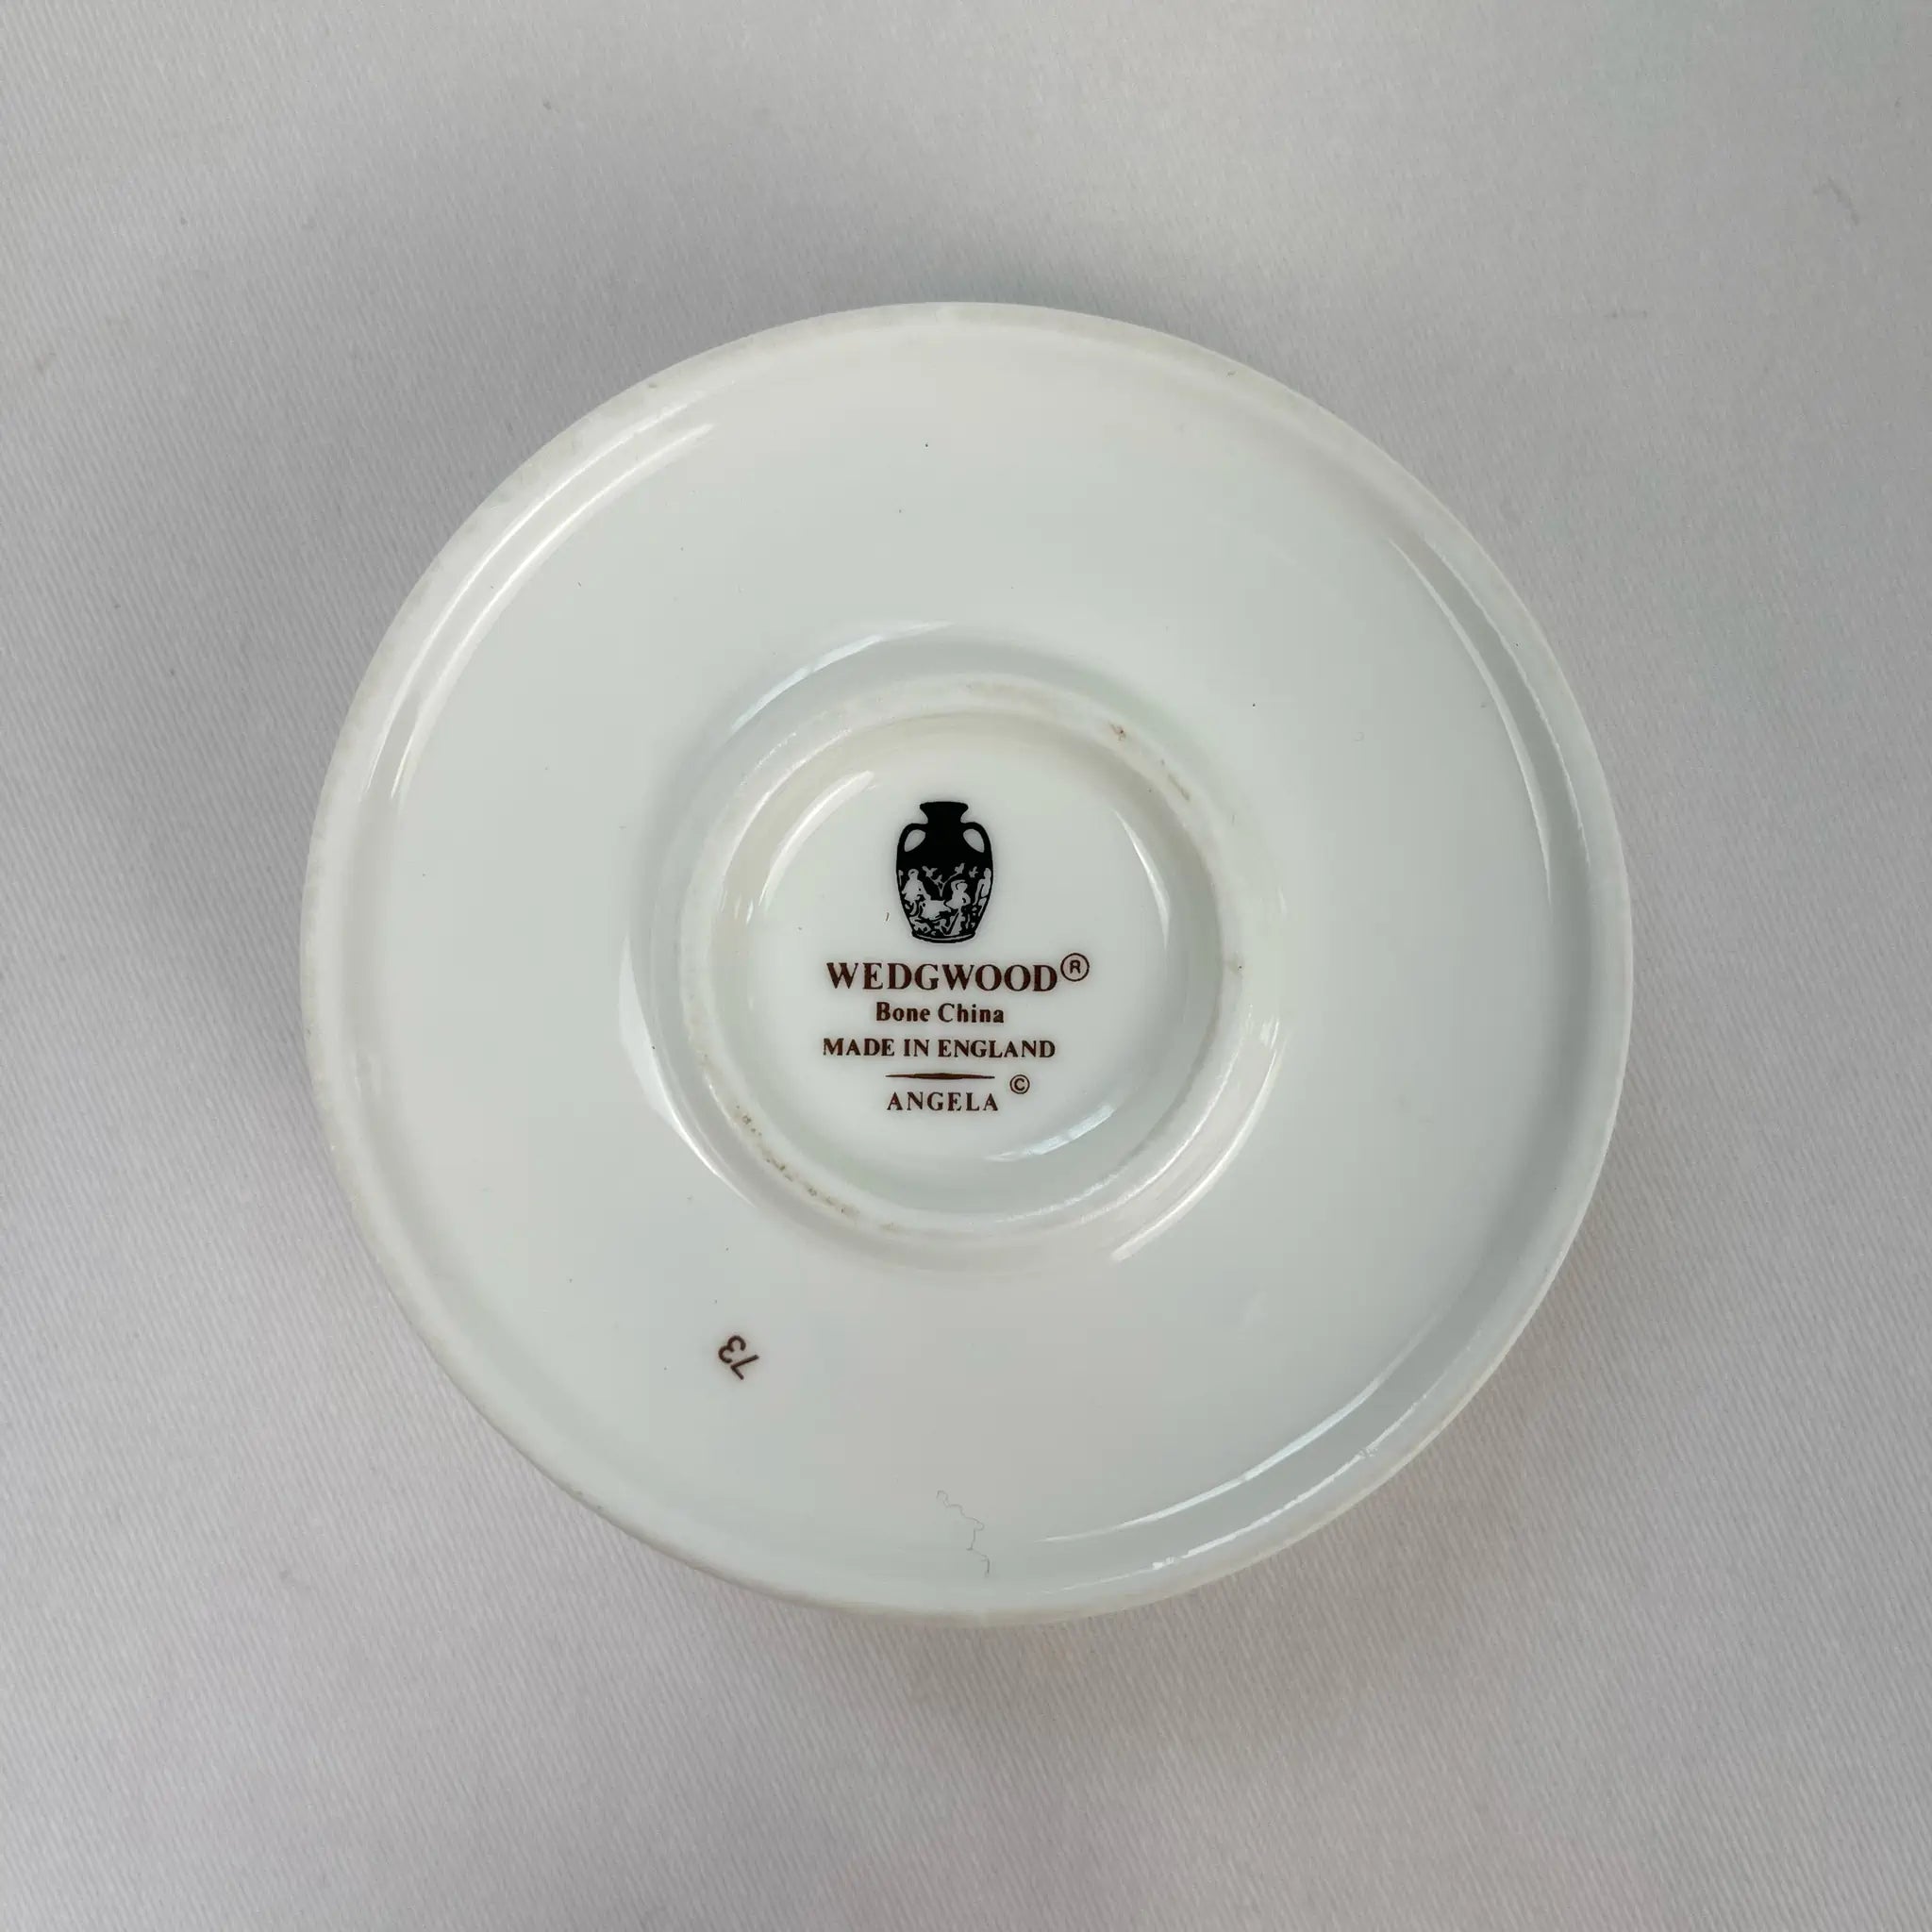 WEDGWOOD®
Bone China
MADE IN ENGLAND
ANGELA ©
73